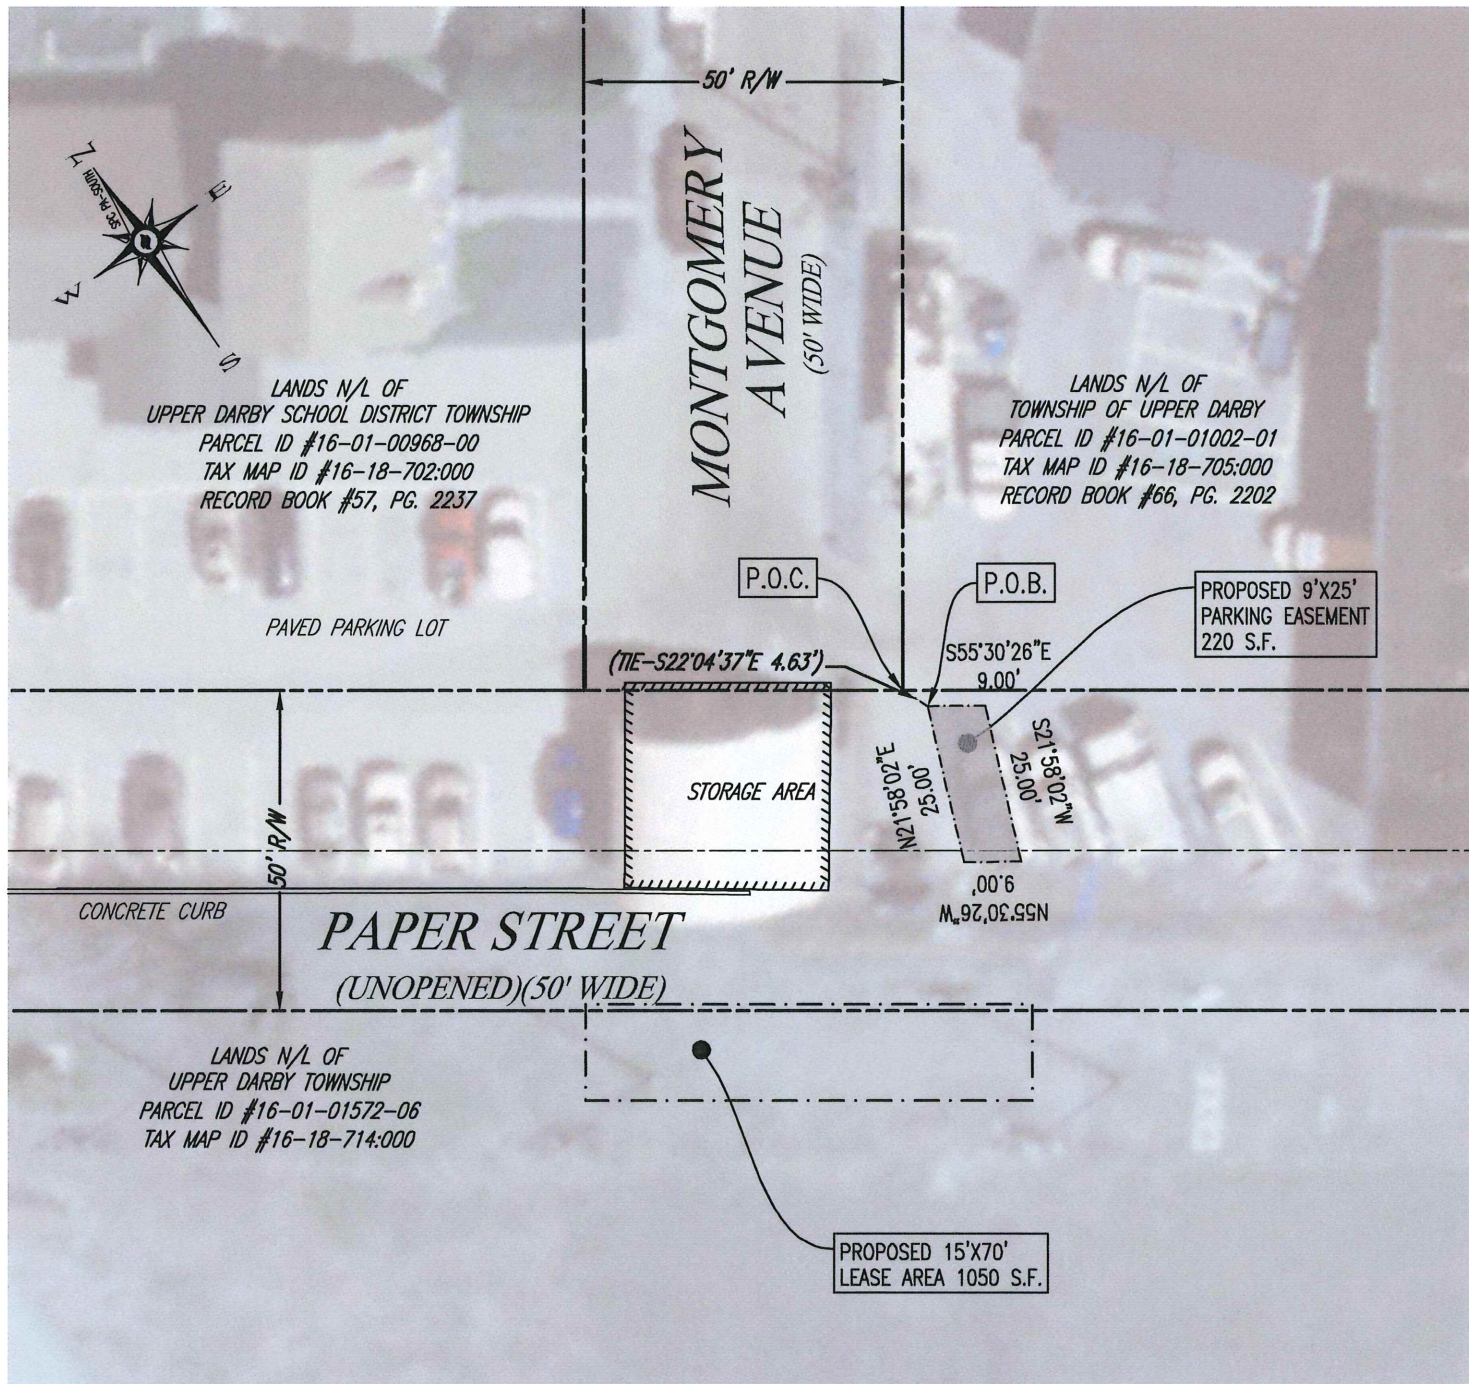 50' R/W
MONTGOMERY
AVENUE
(50' WIDE)
N
SPC PA-SOUTH
E
W
S
LANDS N/L OF
UPPER DARBY SCHOOL DISTRICT TOWNSHIP
PARCEL ID #16-01-00968-00
TAX MAP ID #16-18-702:000
RECORD BOOK #57, PG. 2237
LANDS N/L OF
TOWNSHIP OF UPPER DARBY
PARCEL ID #16-01-01002-01
TAX MAP ID #16-18-705:000
RECORD BOOK #66, PG. 2202
P.O.C.
P.O.B.
PROPOSED 9'X25'
PARKING EASEMENT
220 S.F.
PAVED PARKING LOT
(TIE-S22°04'37"E 4.63')
S55°30'26"E
9.00'
S21°58'02"W
25.00'
N21°58'02"E
25.00'
N55°30'26"W
9.00'
STORAGE AREA
50' R/W
CONCRETE CURB
PAPER STREET
(UNOPENED)(50' WIDE)
LANDS N/L OF
UPPER DARBY TOWNSHIP
PARCEL ID #16-01-01572-06
TAX MAP ID #16-18-714:000
PROPOSED 15'X70'
LEASE AREA 1050 S.F.